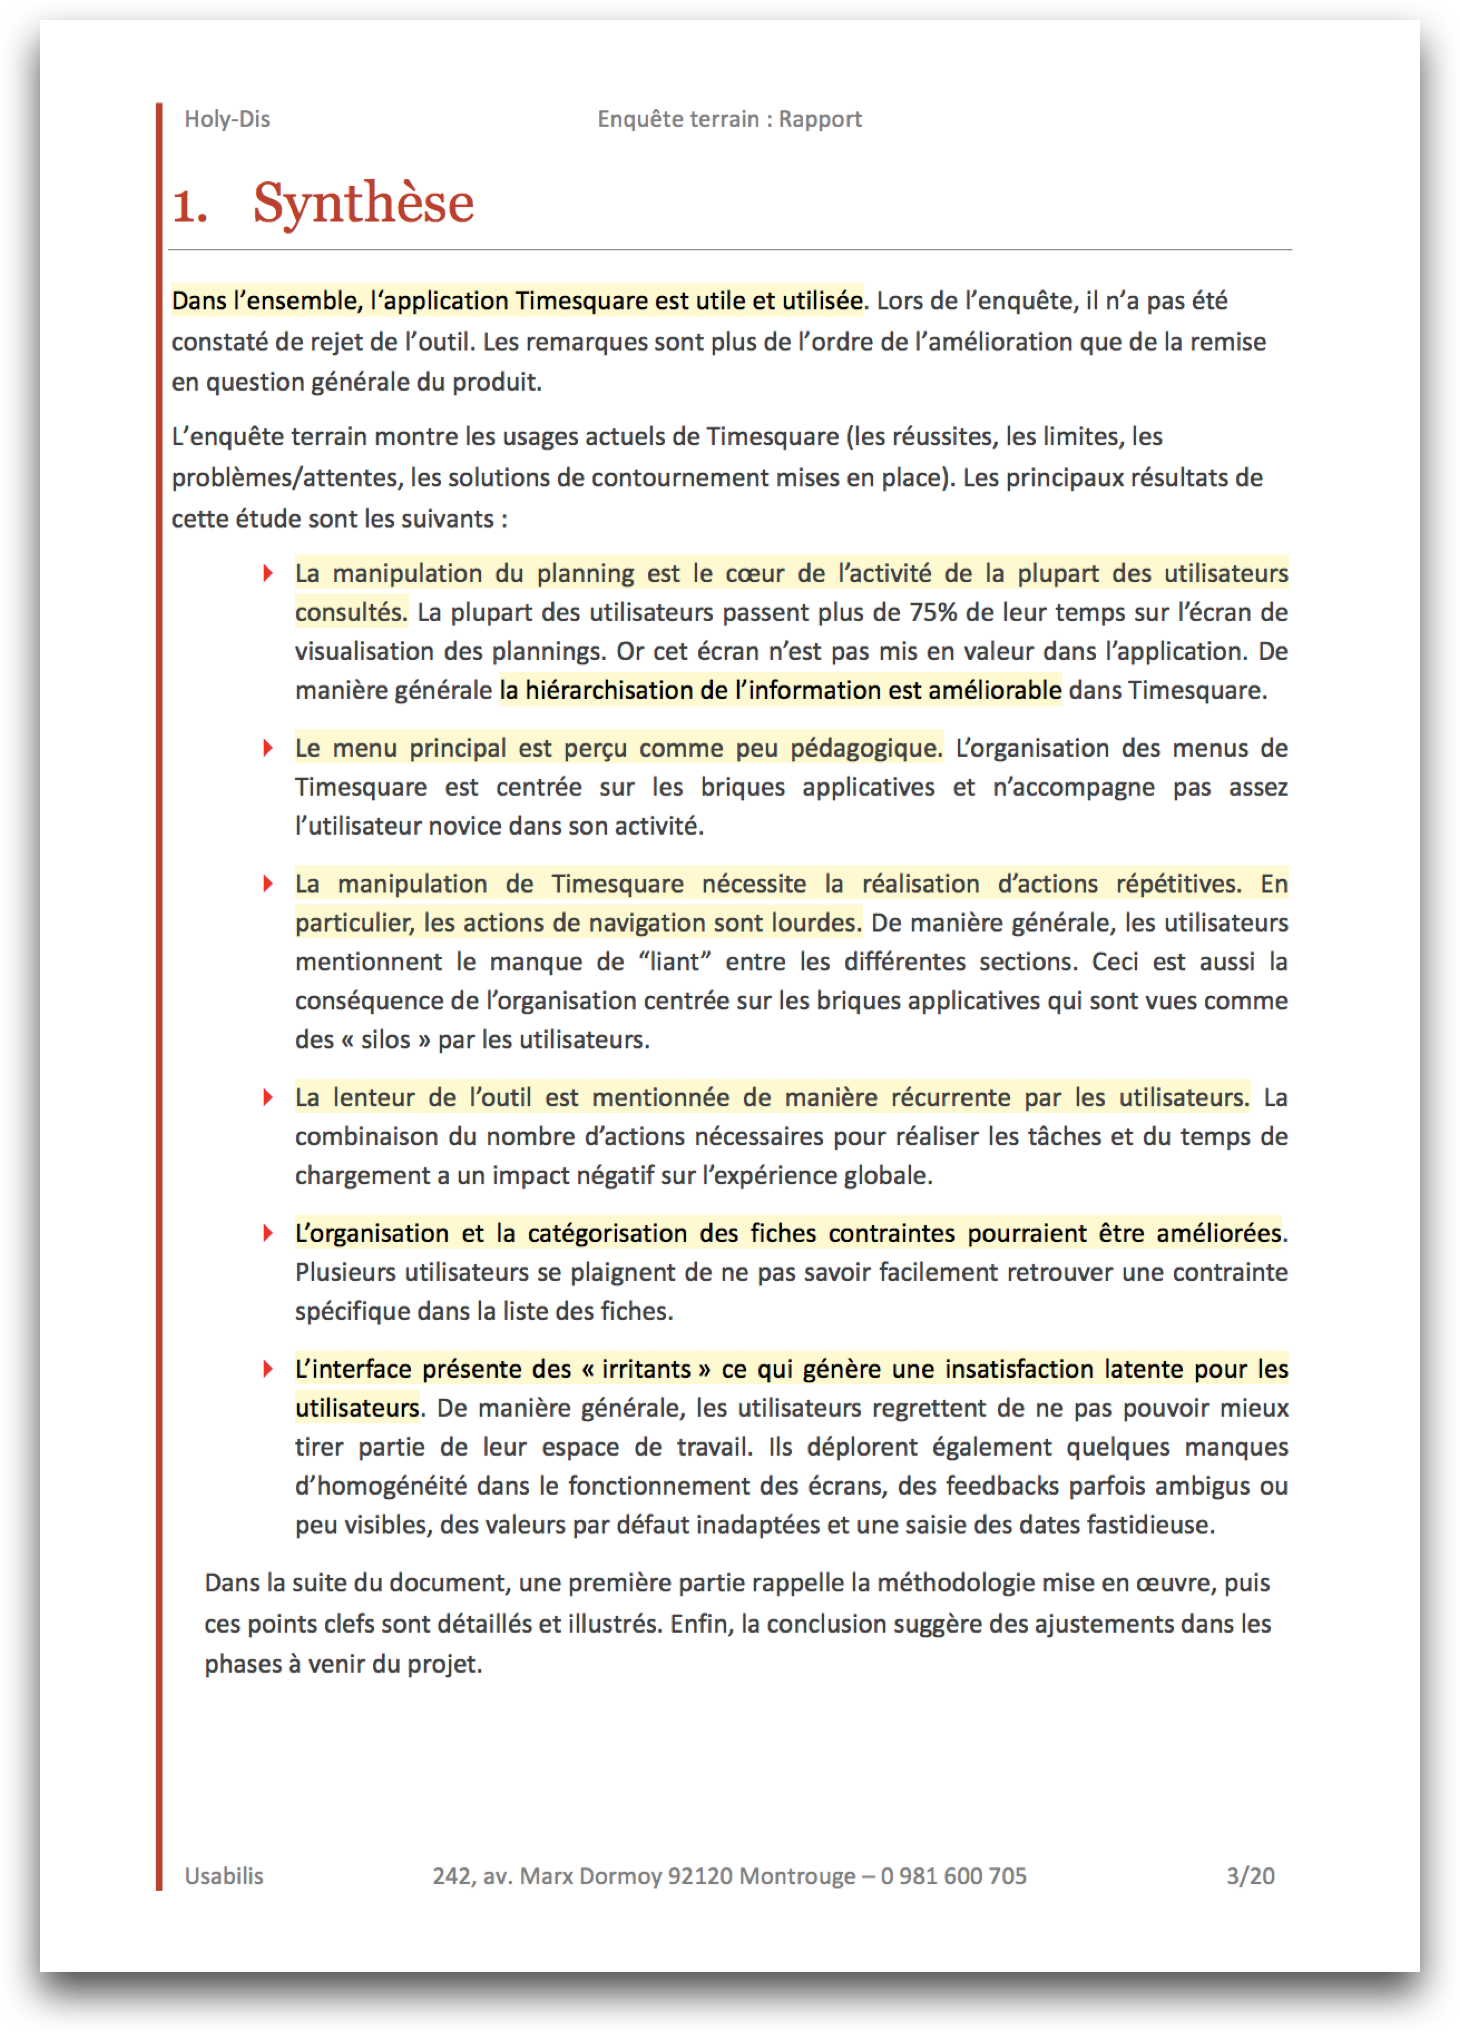 Holy-Dis Enquête terrain : Rapport
1. Synthèse
Dans l’ensemble, l‘application Timesquare est utile et utilisée. Lors de l’enquête, il n’a pas été
constaté de rejet de l’outil. Les remarques sont plus de l’ordre de l’amélioration que de la remise
en question générale du produit.
L’enquête terrain montre les usages actuels de Timesquare (les réussites, les limites, les
problèmes/attentes, les solutions de contournement mises en place). Les principaux résultats de
cette étude sont les suivants :
La manipulation du planning est le cœur de l’activité de la plupart des utilisateurs
consultés. La plupart des utilisateurs passent plus de 75% de leur temps sur l’écran de
visualisation des plannings. Or cet écran n’est pas mis en valeur dans l’application. De
manière générale la hiérarchisation de l’information est améliorable dans Timesquare.
Le menu principal est perçu comme peu pédagogique. L’organisation des menus de
Timesquare est centrée sur les briques applicatives et n’accompagne pas assez
l’utilisateur novice dans son activité.
La manipulation de Timesquare nécessite la réalisation d’actions répétitives. En
particulier, les actions de navigation sont lourdes. De manière générale, les utilisateurs
mentionnent le manque de “liant” entre les différentes sections. Ceci est aussi la
conséquence de l’organisation centrée sur les briques applicatives qui sont vues comme
des « silos » par les utilisateurs.
La lenteur de l’outil est mentionnée de manière récurrente par les utilisateurs. La
combinaison du nombre d’actions nécessaires pour réaliser les tâches et du temps de
chargement a un impact négatif sur l’expérience globale.
L’organisation et la catégorisation des fiches contraintes pourraient être améliorées.
Plusieurs utilisateurs se plaignent de ne pas savoir facilement retrouver une contrainte
spécifique dans la liste des fiches.
L’interface présente des « irritants » ce qui génère une insatisfaction latente pour les
utilisateurs. De manière générale, les utilisateurs regrettent de ne pas pouvoir mieux
tirer partie de leur espace de travail. Ils déplorent également quelques manques
d’homogénéité dans le fonctionnement des écrans, des feedbacks parfois ambigus ou
peu visibles, des valeurs par défaut inadaptées et une saisie des dates fastidieuse.
Dans la suite du document, une première partie rappelle la méthodologie mise en œuvre, puis
ces points clefs sont détaillés et illustrés. Enfin, la conclusion suggère des ajustements dans les
phases à venir du projet.
Usabilis 242, av. Marx Dormoy 92120 Montrouge – 0 981 600 705 3/20